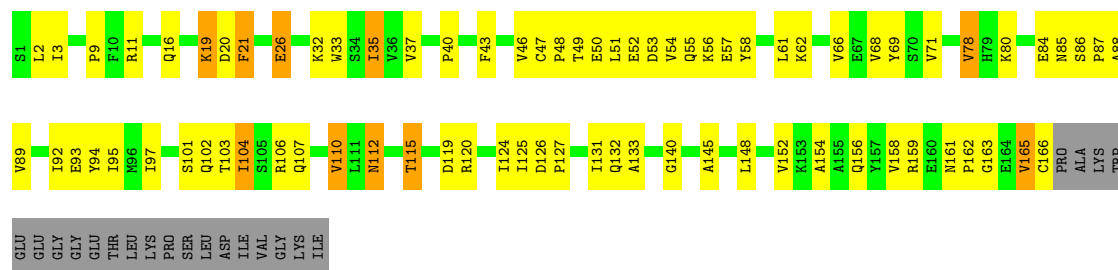 S1 L2 I3 P9 F10 R11 Q16 K19 D20 F21 E26 K32 W33 S34 I35 V36 V37 P40 F43 V46 C47 P48 T49 E50 L51 E52 D53 V54 Q55 K56 E57 Y58 L61 K62 V66 E67 V68 Y69 S70 V71 V78 H79 K80 E84 N85 S86 P87 A88
V89 I92 E93 Y94 I95 M96 I97 S101 Q102 T103 I104 S105 R106 Q107 V110 L111 N112 T115 D119 R120 I124 I125 D126 P127 I131 Q132 A133 G140 A145 L148 V152 K153 A154 A155 Q156 Y157 V158 R159 E160 N161 P162 G163 E164 V165 C166 PRO ALA LYS TRP
GLU GLU GLY GLY GLU THR LEU LYS PRO SER LEU ASP ILE VAL GLY LYS ILE